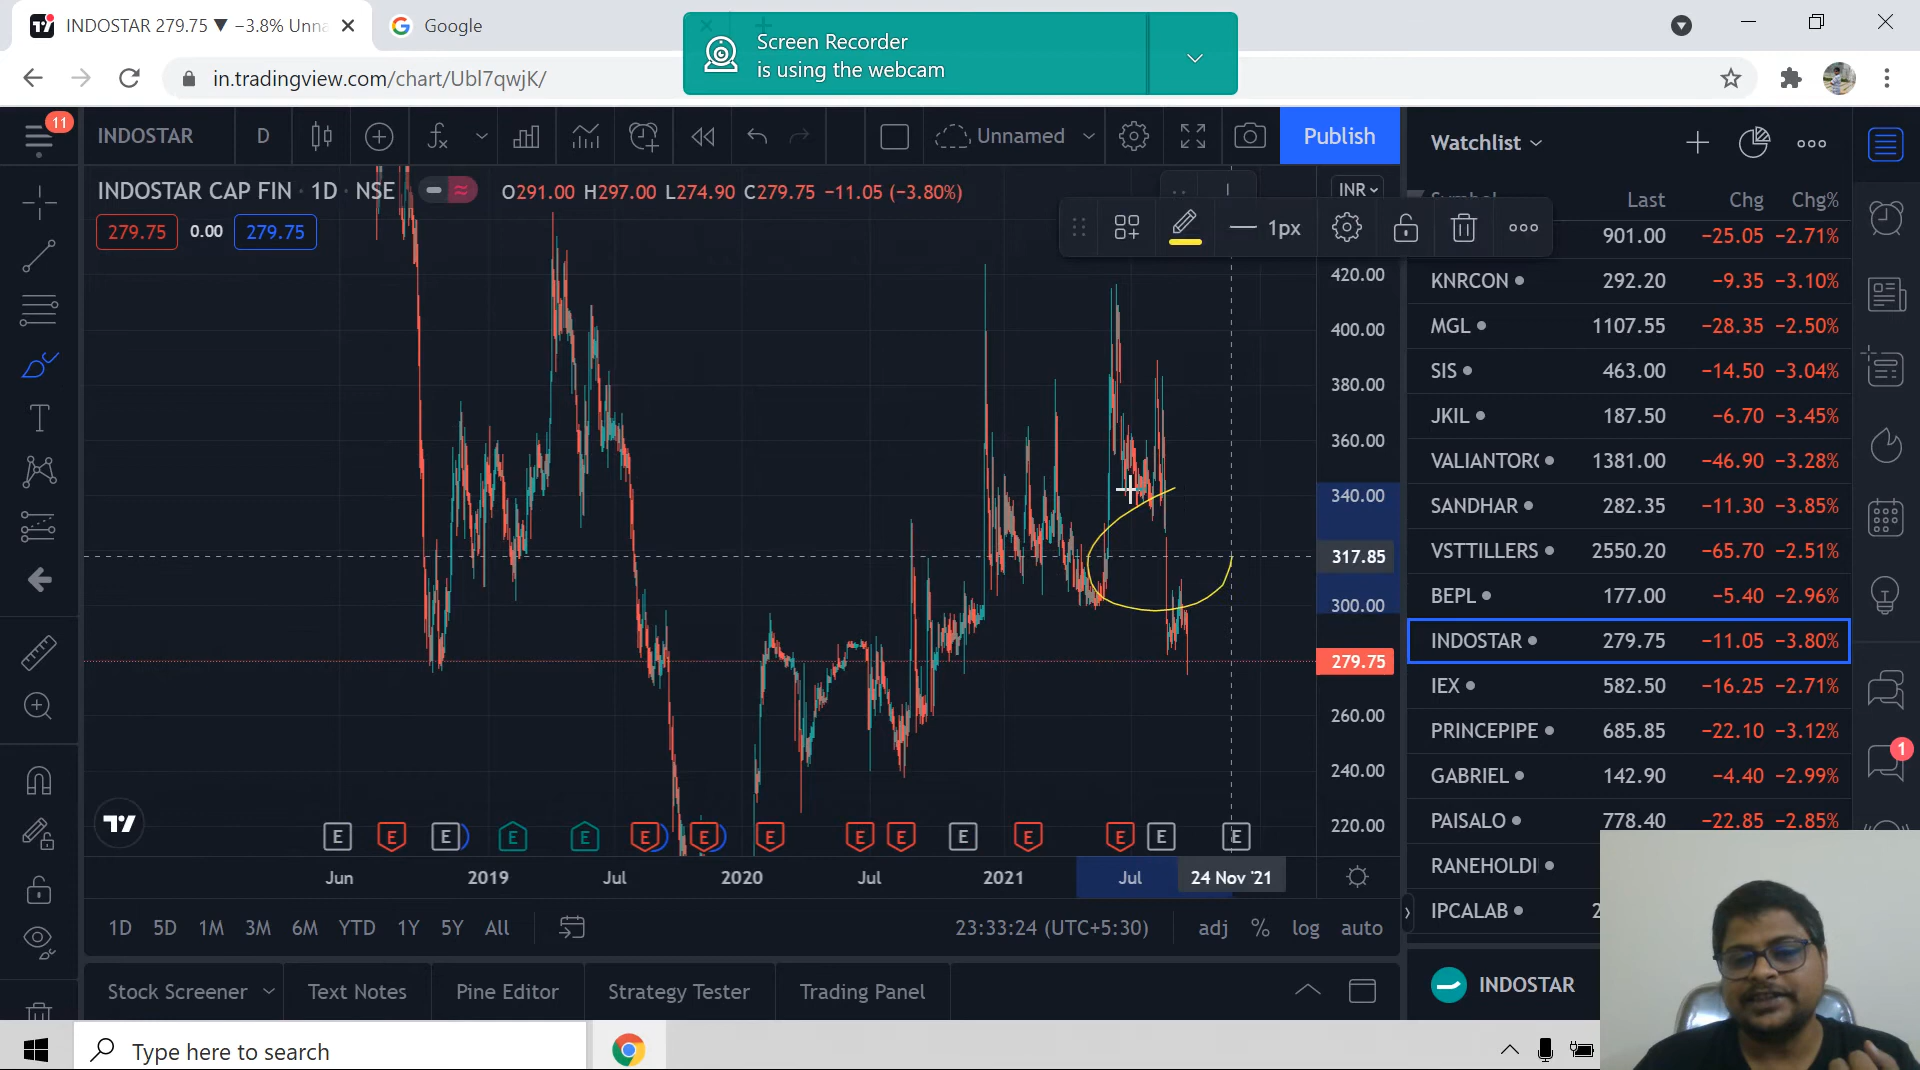 INDOSTAR 279.75 ▼ −3.8% Unna
Google
Screen Recorder
is using the webcam
in.tradingview.com/chart/Ubl7qwjK/
11
INDOSTAR
D
Unnamed
Publish
Watchlist
INDOSTAR CAP FIN · 1D · NSE
O291.00 H297.00 L274.90 C279.75 −11.05 (−3.80%)
INR
279.75
0.00
279.75
1px
Last Chg Chg%
420.00
400.00
380.00
360.00
340.00
317.85
300.00
279.75
260.00
240.00
220.00
901.00 −25.05 −2.71%
KNRCON 292.20 −9.35 −3.10%
MGL 1107.55 −28.35 −2.50%
SIS 463.00 −14.50 −3.04%
JKIL 187.50 −6.70 −3.45%
VALIANTORG 1381.00 −46.90 −3.28%
SANDHAR 282.35 −11.30 −3.85%
VSTTILLERS 2550.20 −65.70 −2.51%
BEPL 177.00 −5.40 −2.96%
INDOSTAR 279.75 −11.05 −3.80%
IEX 582.50 −16.25 −2.71%
PRINCEPIPE 685.85 −22.10 −3.12%
GABRIEL 142.90 −4.40 −2.99%
PAISALO 778.40 −22.85 −2.85%
RANEHOLDI
IPCALAB 2
1
E E E E E E E E E E E E E E E
Jun 2019 Jul 2020 Jul 2021 Jul 24 Nov '21
1D 5D 1M 3M 6M YTD 1Y 5Y All
23:33:24 (UTC+5:30)
adj % log auto
Stock Screener
Text Notes
Pine Editor
Strategy Tester
Trading Panel
INDOSTAR
Type here to search